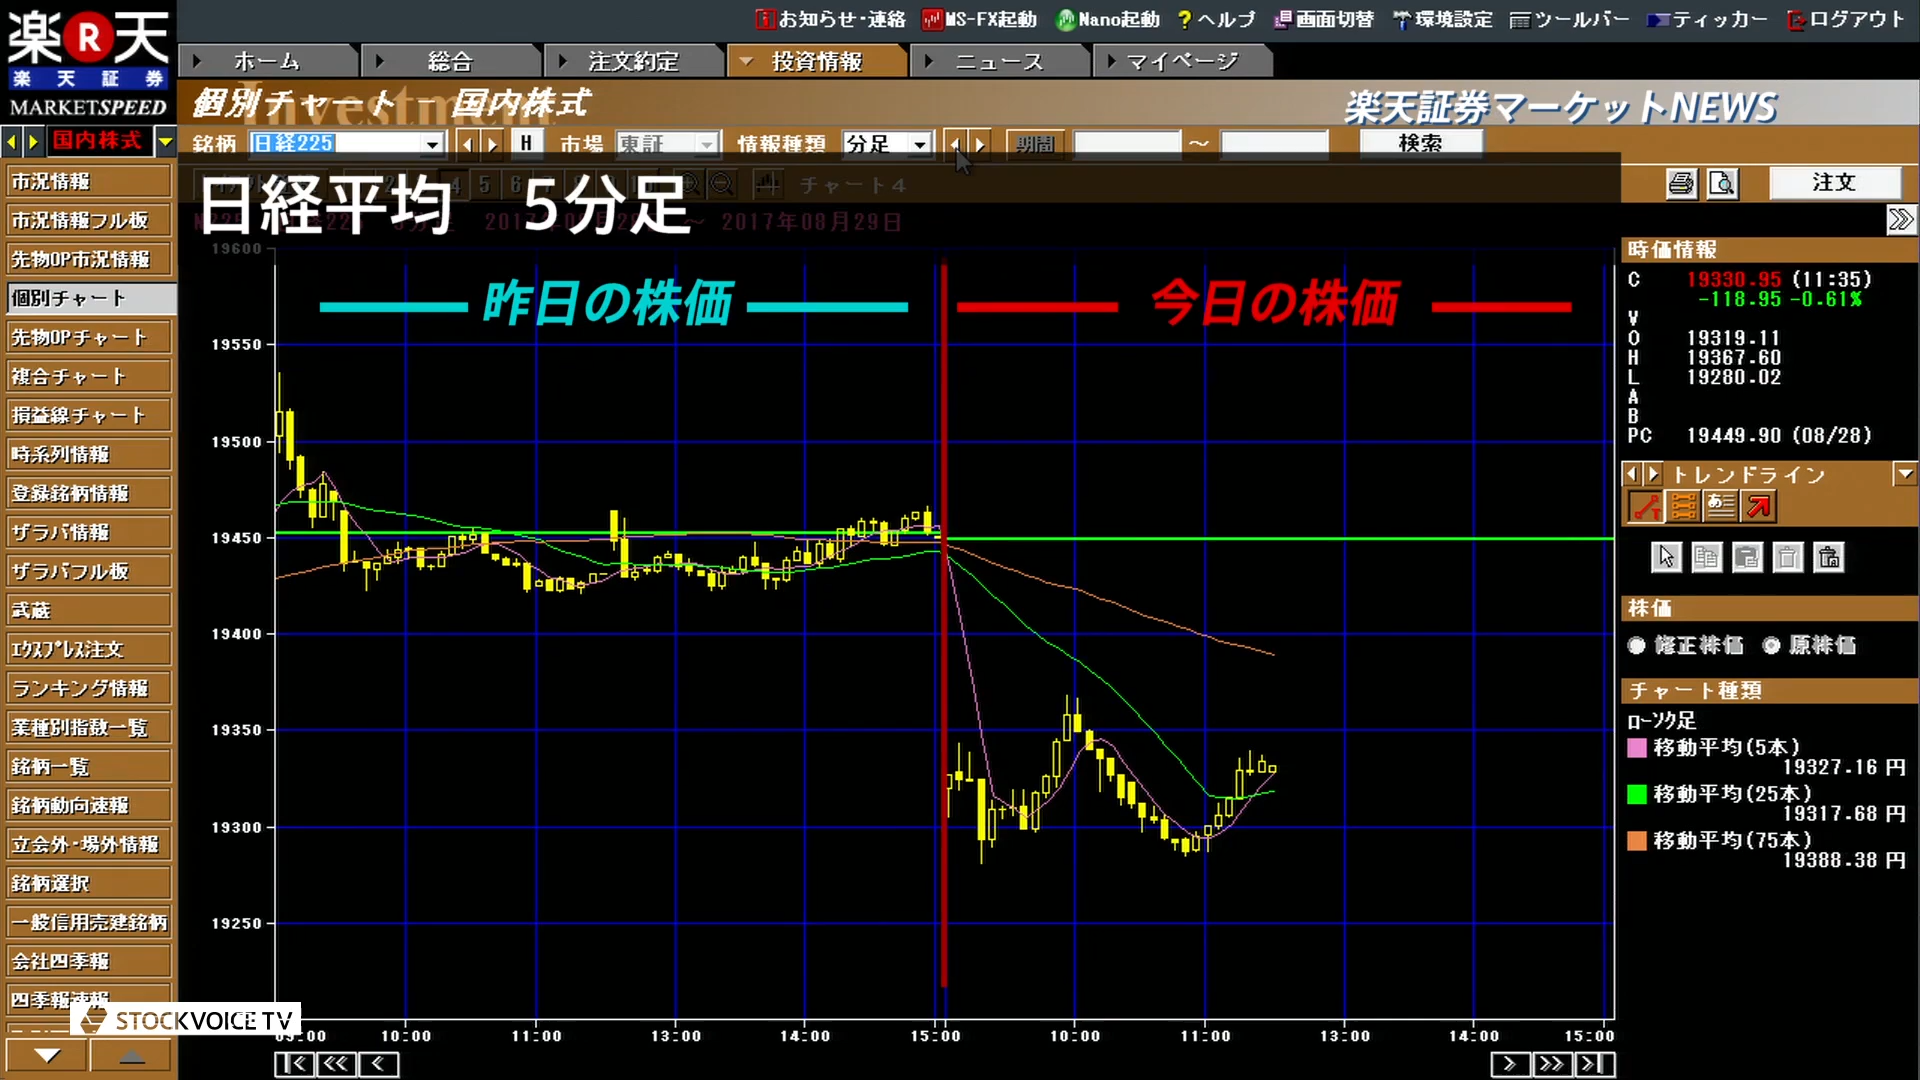 楽R天
楽天証券
MARKETSPEED
お知らせ・連絡 MS-FX起動 Nano起動 ヘルプ 画面切替 環境設定 ツールバー ティッカー ログアウト
ホーム 総合 注文約定 投資情報 ニュース マイページ
個別チャート － 国内株式
楽天証券マーケットNEWS
国内株式
銘柄 日経225 H 市場 東証 情報種類 分足 期間 ～ 検索
チャート4
注文
日経平均 5分足
～ 2017年08月29日
昨日の株価
今日の株価
市況情報
市況情報フル板
先物OP市況情報
個別チャート
先物OPチャート
複合チャート
損益線チャート
時系列情報
登録銘柄情報
ザラバ情報
ザラバフル板
武蔵
エクスプレス注文
ランキング情報
業種別指数一覧
銘柄一覧
銘柄動向速報
立会外・場外情報
銘柄選択
一般信用売建銘柄
会社四季報
四季報速報
19600
19550
19500
19450
19400
19350
19300
19250
09:00 10:00 11:00 13:00 14:00 15:00 10:00 11:00 13:00 14:00 15:00
時価情報
C 19330.95 (11:35)
-118.95 -0.61%
V
O 19319.11
H 19367.60
L 19280.02
A
B
PC 19449.90 (08/28)
トレンドライン
株価
修正株価 原株価
チャート種類
ローソク足
移動平均(5本)
19327.16 円
移動平均(25本)
19317.68 円
移動平均(75本)
19388.38 円
STOCKVOICE TV